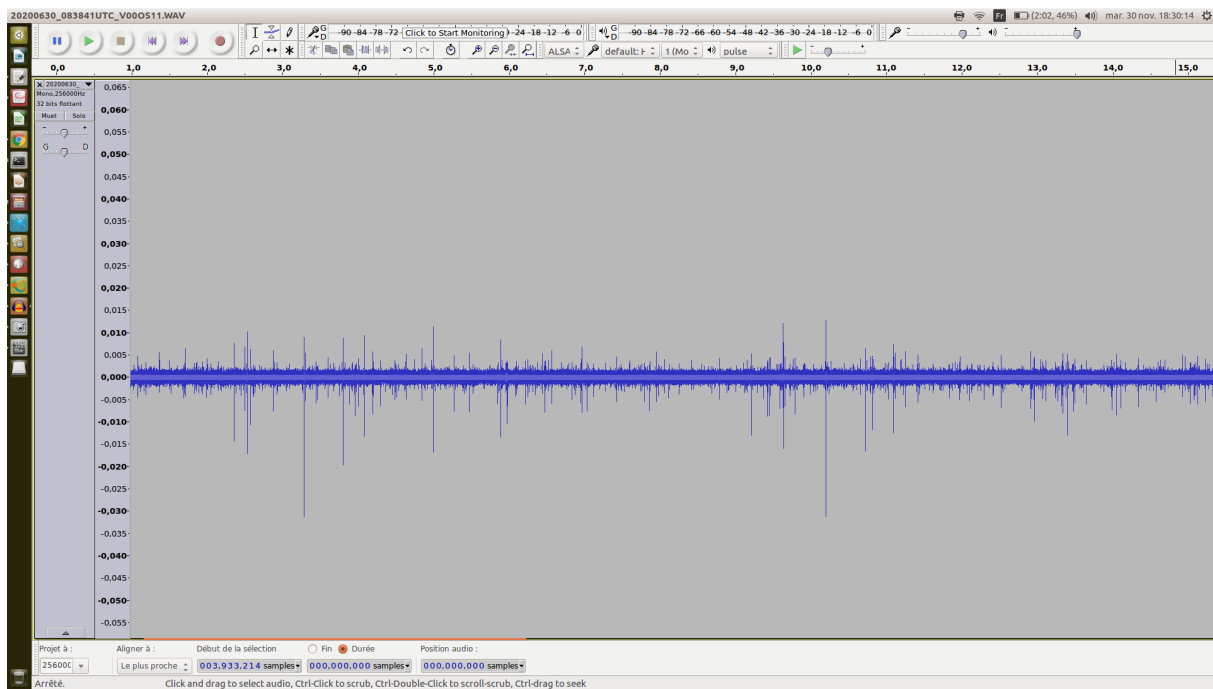 20200630_083841UTC_V00OS11.WAV
Fr (2:02, 46%) mar. 30 nov. 18:30:14
G D -90 -84 -78 -72 Click to Start Monitoring -24 -18 -12 -6 0 G D -90 -84 -78 -72 -66 -60 -54 -48 -42 -36 -30 -24 -18 -12 -6 0
ALSA default: H 1 (Mo pulse
0,0 1,0 2,0 3,0 4,0 5,0 6,0 7,0 8,0 9,0 10,0 11,0 12,0 13,0 14,0 15,0
20200630_
Mono,256000Hz
32 bits flottant
Muet Solo
- +
G D
0,065
0,060
0,055
0,050
0,045
0,040
0,035
0,030
0,025
0,020
0,015
0,010
0,005
0,000
-0,005
-0,010
-0,015
-0,020
-0,025
-0,030
-0,035
-0,040
-0,045
-0,050
-0,055
Projet à : Aligner à : Début de la sélection Fin Durée Position audio :
25600C Le plus proche 003,933,214 samples 000,000,000 samples 000,000,000 samples
Arrêté. Click and drag to select audio, Ctrl-Click to scrub, Ctrl-Double-Click to scroll-scrub, Ctrl-drag to seek